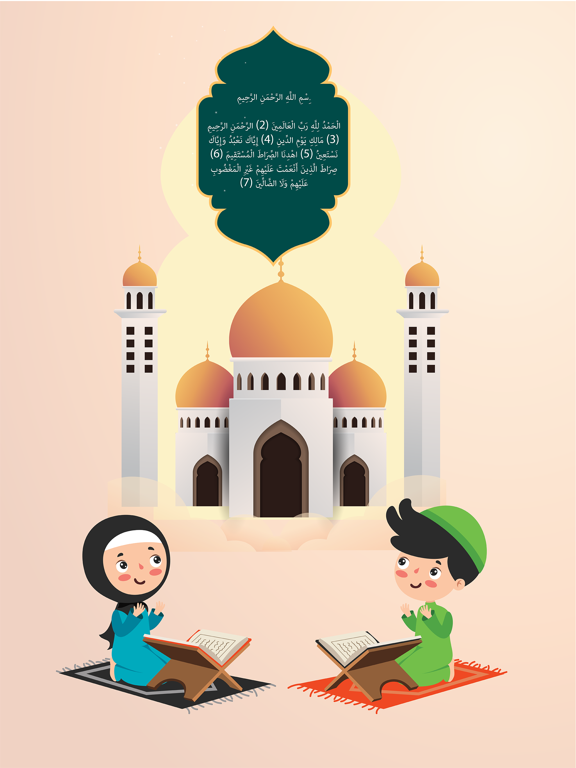 بِسْمِ اللَّهِ الرَّحْمَنِ الرَّحِيمِ
الْحَمْدُ لِلَّهِ رَبِّ الْعَالَمِينَ (2) الرَّحْمَنِ الرَّحِيمِ
(3) مَالِكِ يَوْمِ الدِّينِ (4) إِيَّاكَ نَعْبُدُ وَإِيَّاكَ
نَسْتَعِينُ (5) اهْدِنَا الصِّرَاطَ الْمُسْتَقِيمَ (6)
صِرَاطَ الَّذِينَ أَنْعَمْتَ عَلَيْهِمْ غَيْرِ الْمَغْضُوبِ
عَلَيْهِمْ وَلَا الضَّالِّينَ (7)